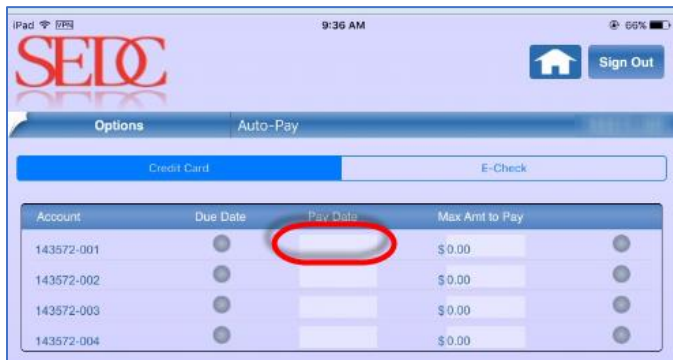 iPad VPN 9:36 AM 66%
SEDC
Sign Out
Options Auto-Pay
Credit Card E-Check
Account Due Date Pay Date Max Amt to Pay
143572-001 $ 0.00
143572-002 $ 0.00
143572-003 $ 0.00
143572-004 $ 0.00